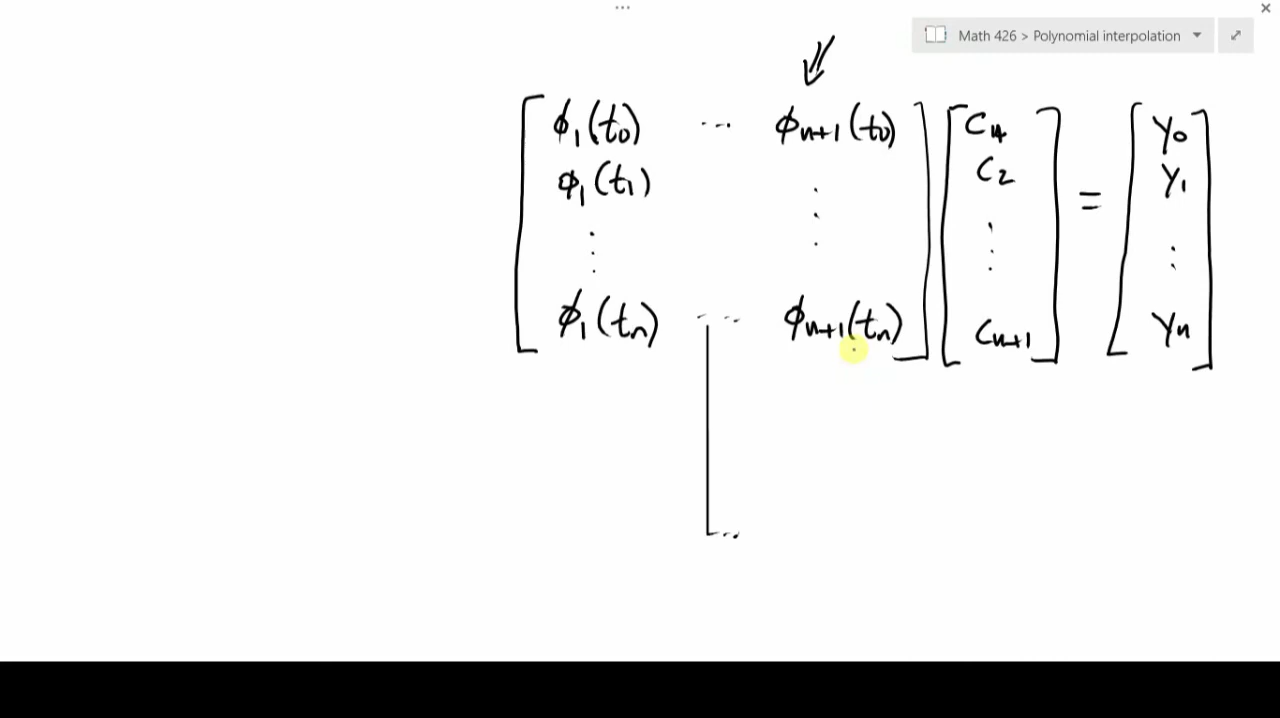 Math 426 > Polynomial interpolation
ϕ₁(t₀) ... ϕₙ₊₁(t₀) C₁ y₀
ϕ₁(t₁) ⋮ C₂ = y₁
⋮ ⋮ ⋮
ϕ₁(tₙ) ... ϕₙ₊₁(tₙ) Cₙ₊₁ yₙ
...